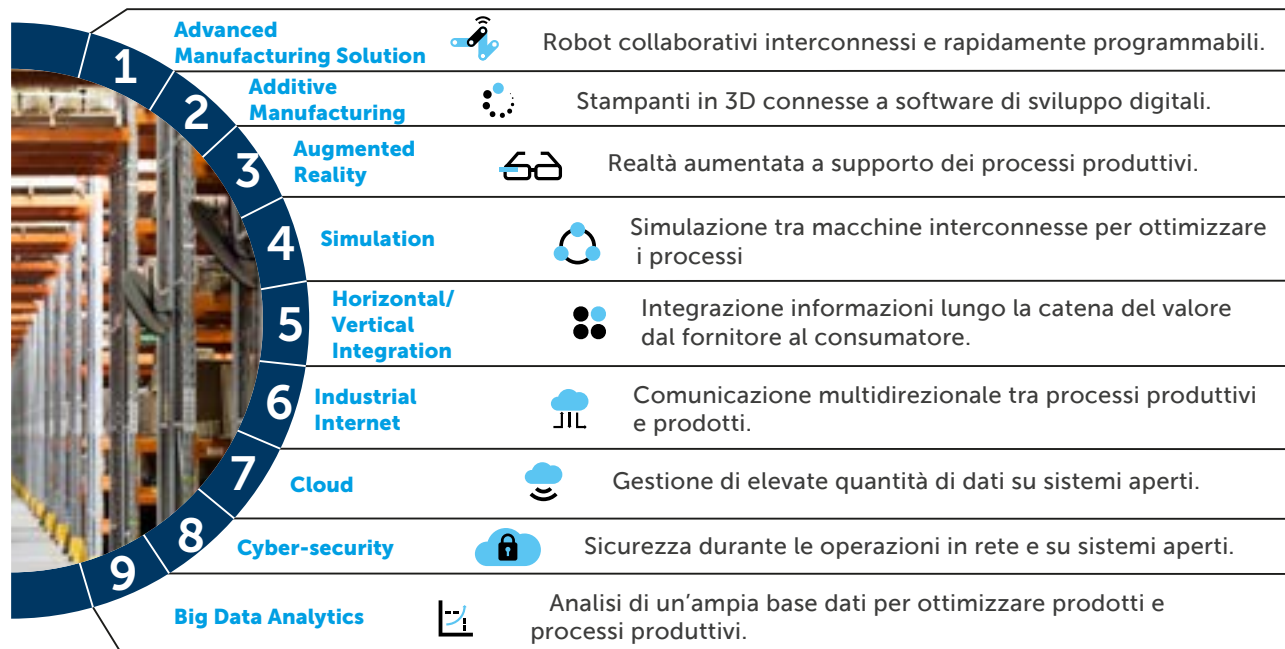 1
Advanced
Manufacturing Solution
Robot collaborativi interconnessi e rapidamente programmabili.
2
Additive
Manufacturing
Stampanti in 3D connesse a software di sviluppo digitali.
3
Augmented
Reality
Realtà aumentata a supporto dei processi produttivi.
4
Simulation
Simulazione tra macchine interconnesse per ottimizzare
i processi
5
Horizontal/
Vertical
Integration
Integrazione informazioni lungo la catena del valore
dal fornitore al consumatore.
6
Industrial
Internet
Comunicazione multidirezionale tra processi produttivi
e prodotti.
7
Cloud
Gestione di elevate quantità di dati su sistemi aperti.
8
Cyber-security
Sicurezza durante le operazioni in rete e su sistemi aperti.
9
Big Data Analytics
Analisi di un’ampia base dati per ottimizzare prodotti e
processi produttivi.